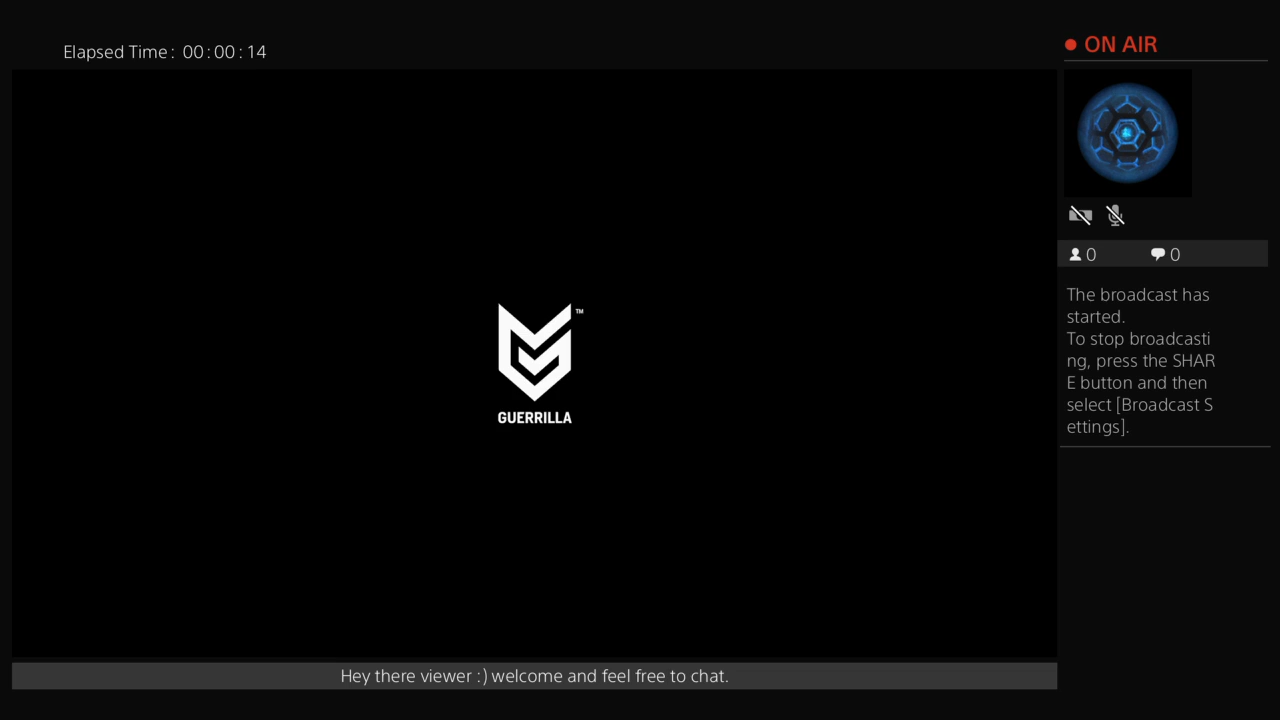 Elapsed Time: 00:00:14
ON AIR
0 0
The broadcast has
started.
To stop broadcasti
ng, press the SHAR
E button and then
select [Broadcast S
ettings].
TM
GUERRILLA
Hey there viewer :) welcome and feel free to chat.